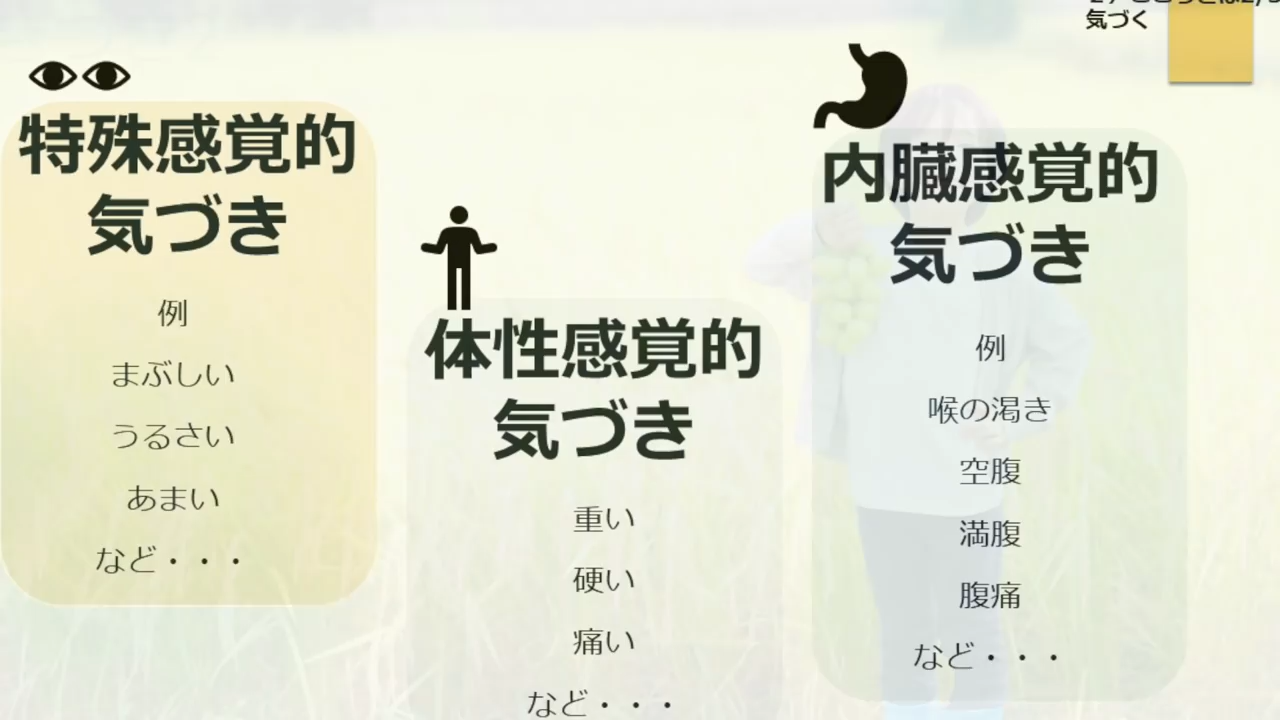 気づく
特殊感覚的
気づき
例
まぶしい
うるさい
あまい
など・・・
体性感覚的
気づき
重い
硬い
痛い
など・・・
内臓感覚的
気づき
例
喉の渇き
空腹
満腹
腹痛
など・・・